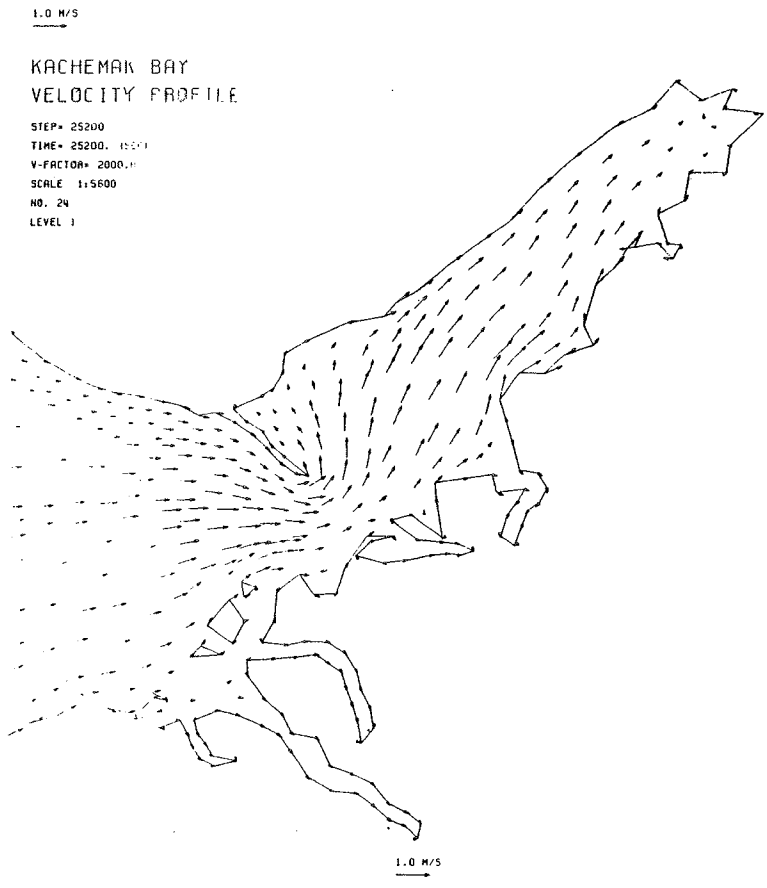 1.0 M/S
KACHEMAK BAY
VELOCITY PROFILE
STEP= 25200
TIME= 25200.
V-FACTOR= 2000.
SCALE 1:5600
NO. 24
LEVEL 1
1.0 M/S